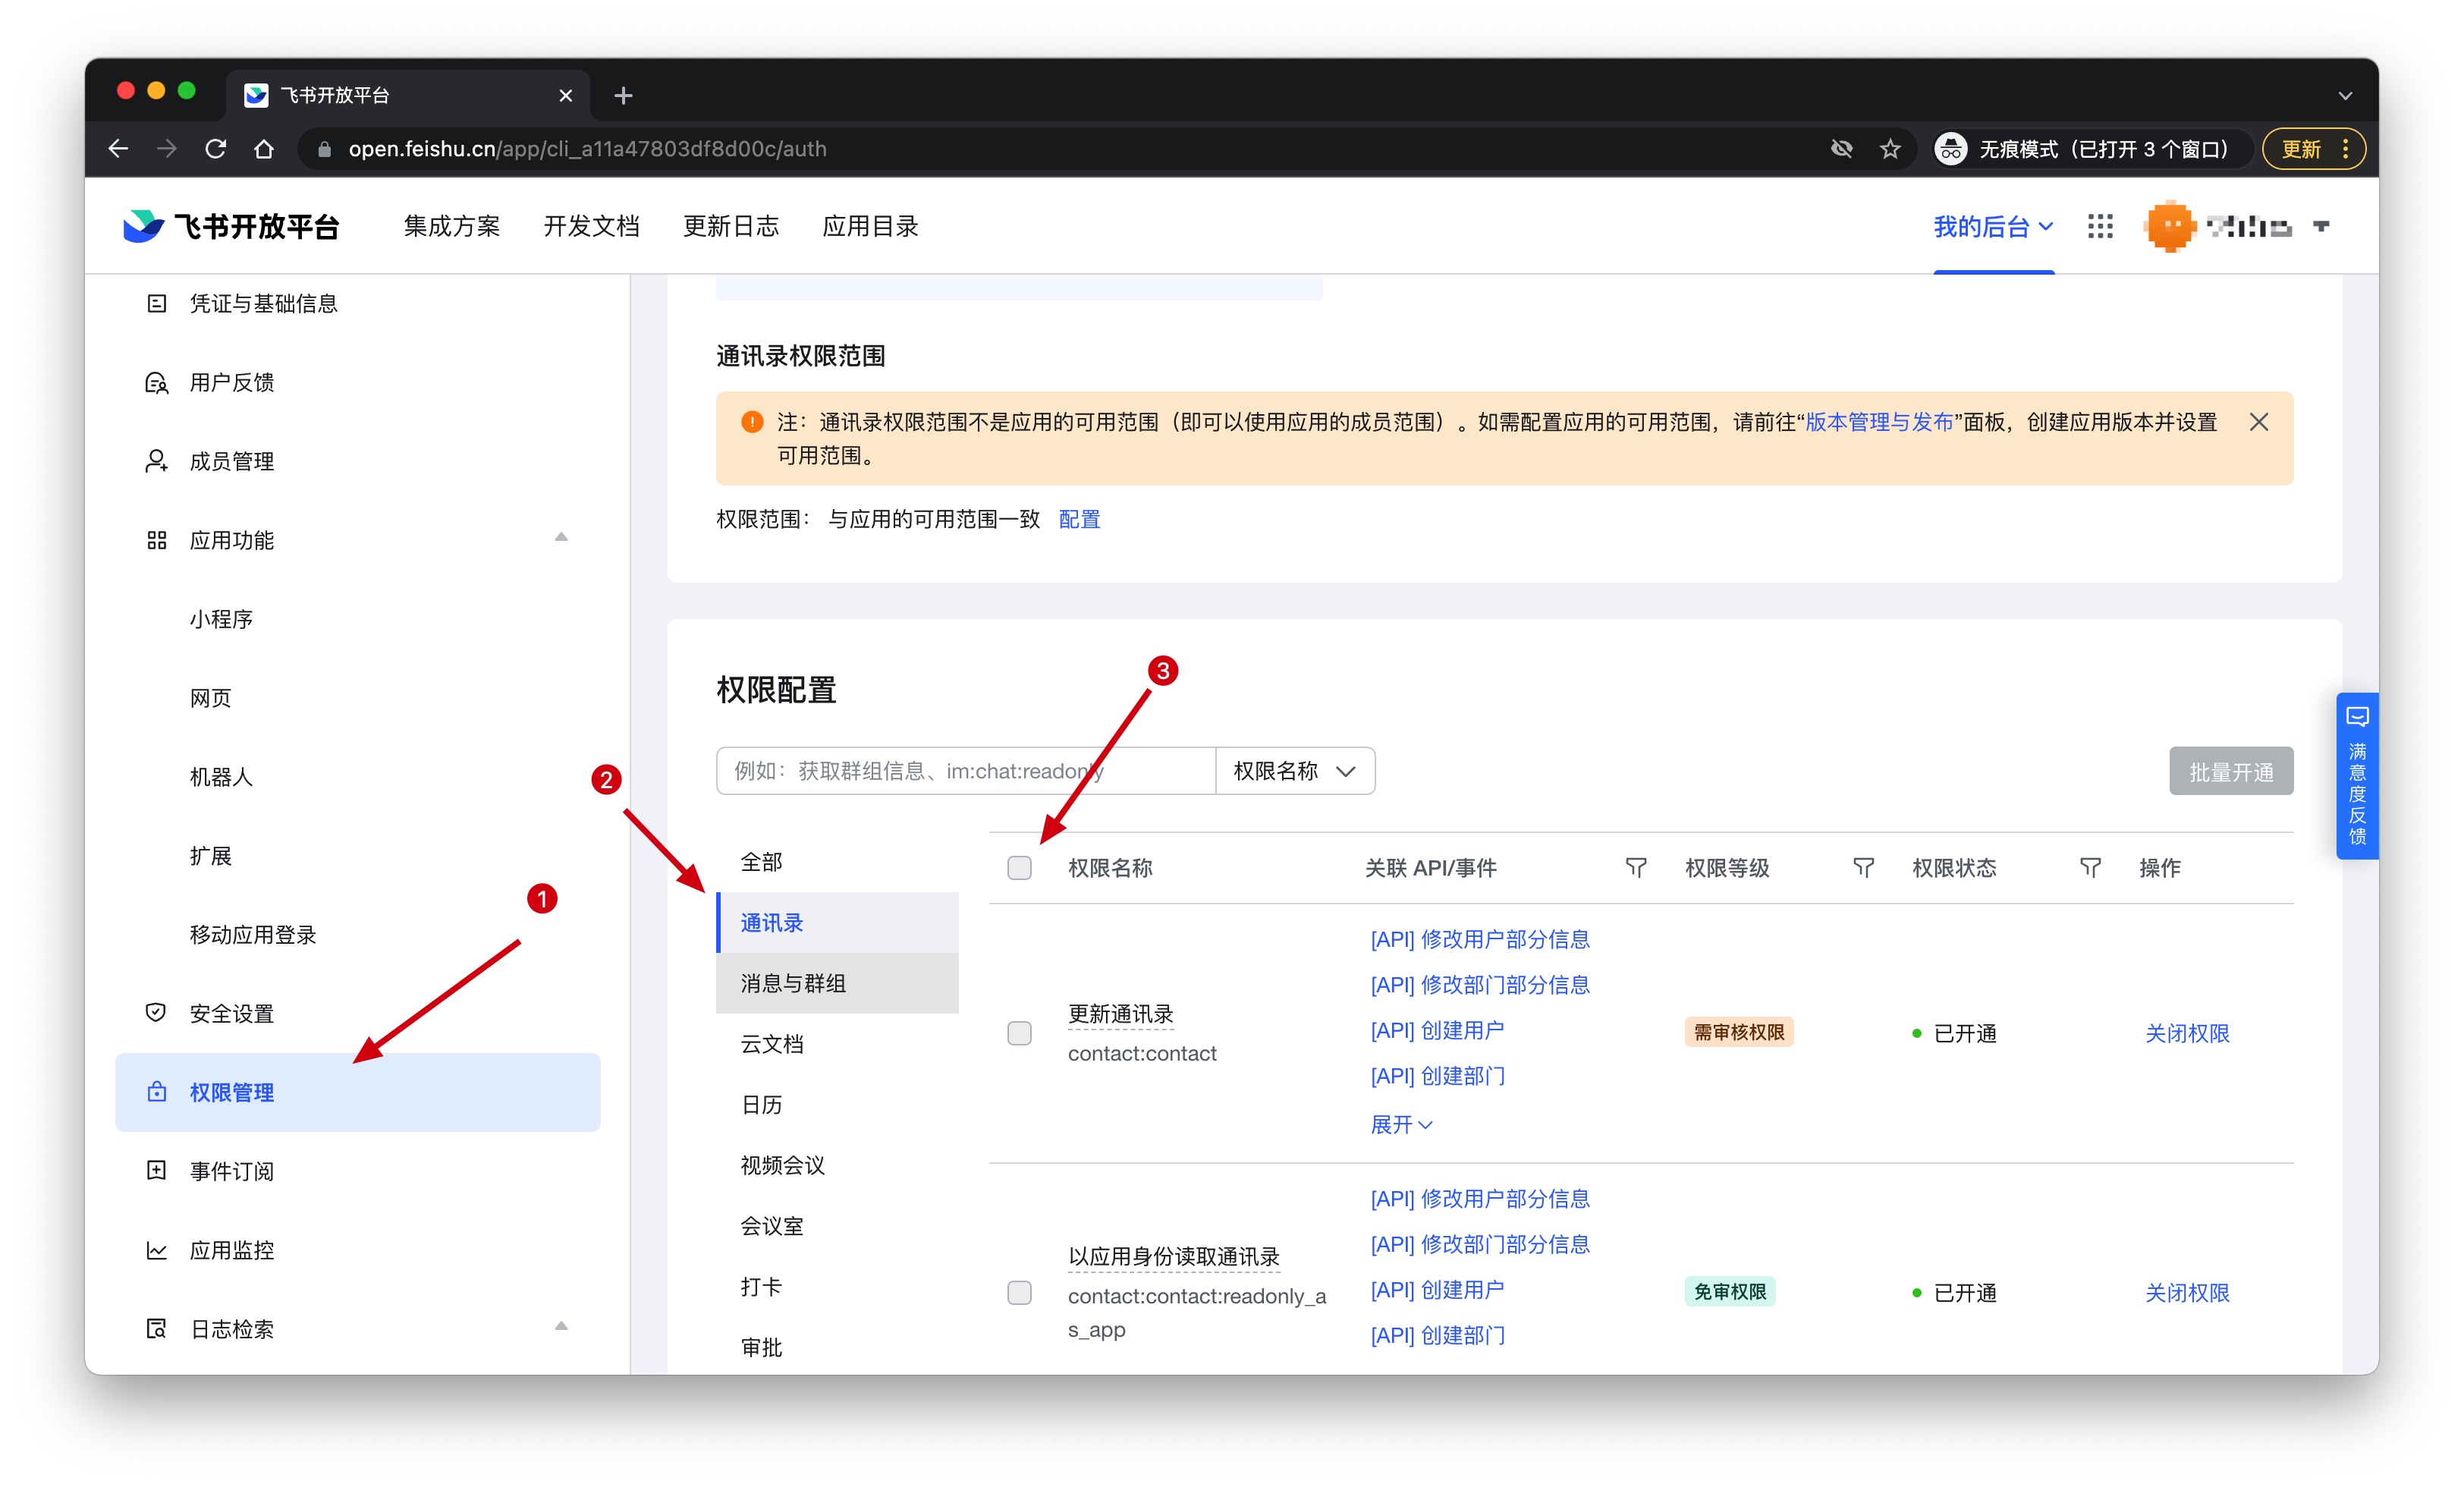 飞书开放平台
open.feishu.cn/app/cli_a11a47803df8d00c/auth
无痕模式（已打开 3 个窗口）
更新
飞书开放平台
集成方案
开发文档
更新日志
应用目录
我的后台
凭证与基础信息
用户反馈
成员管理
应用功能
小程序
网页
机器人
扩展
移动应用登录
安全设置
权限管理
事件订阅
应用监控
日志检索
通讯录权限范围
注：通讯录权限范围不是应用的可用范围（即可以使用应用的成员范围）。如需配置应用的可用范围，请前往“版本管理与发布”面板，创建应用版本并设置
可用范围。
权限范围： 与应用的可用范围一致 配置
权限配置
例如：获取群组信息、im:chat:readonly
权限名称
批量开通
1
2
3
全部
通讯录
消息与群组
云文档
日历
视频会议
会议室
打卡
审批
权限名称
关联 API/事件
权限等级
权限状态
操作
更新通讯录
contact:contact
[API] 修改用户部分信息
[API] 修改部门部分信息
[API] 创建用户
[API] 创建部门
展开
需审核权限
已开通
关闭权限
以应用身份读取通讯录
contact:contact:readonly_a
s_app
[API] 修改用户部分信息
[API] 修改部门部分信息
[API] 创建用户
[API] 创建部门
免审权限
已开通
关闭权限
满意度反馈